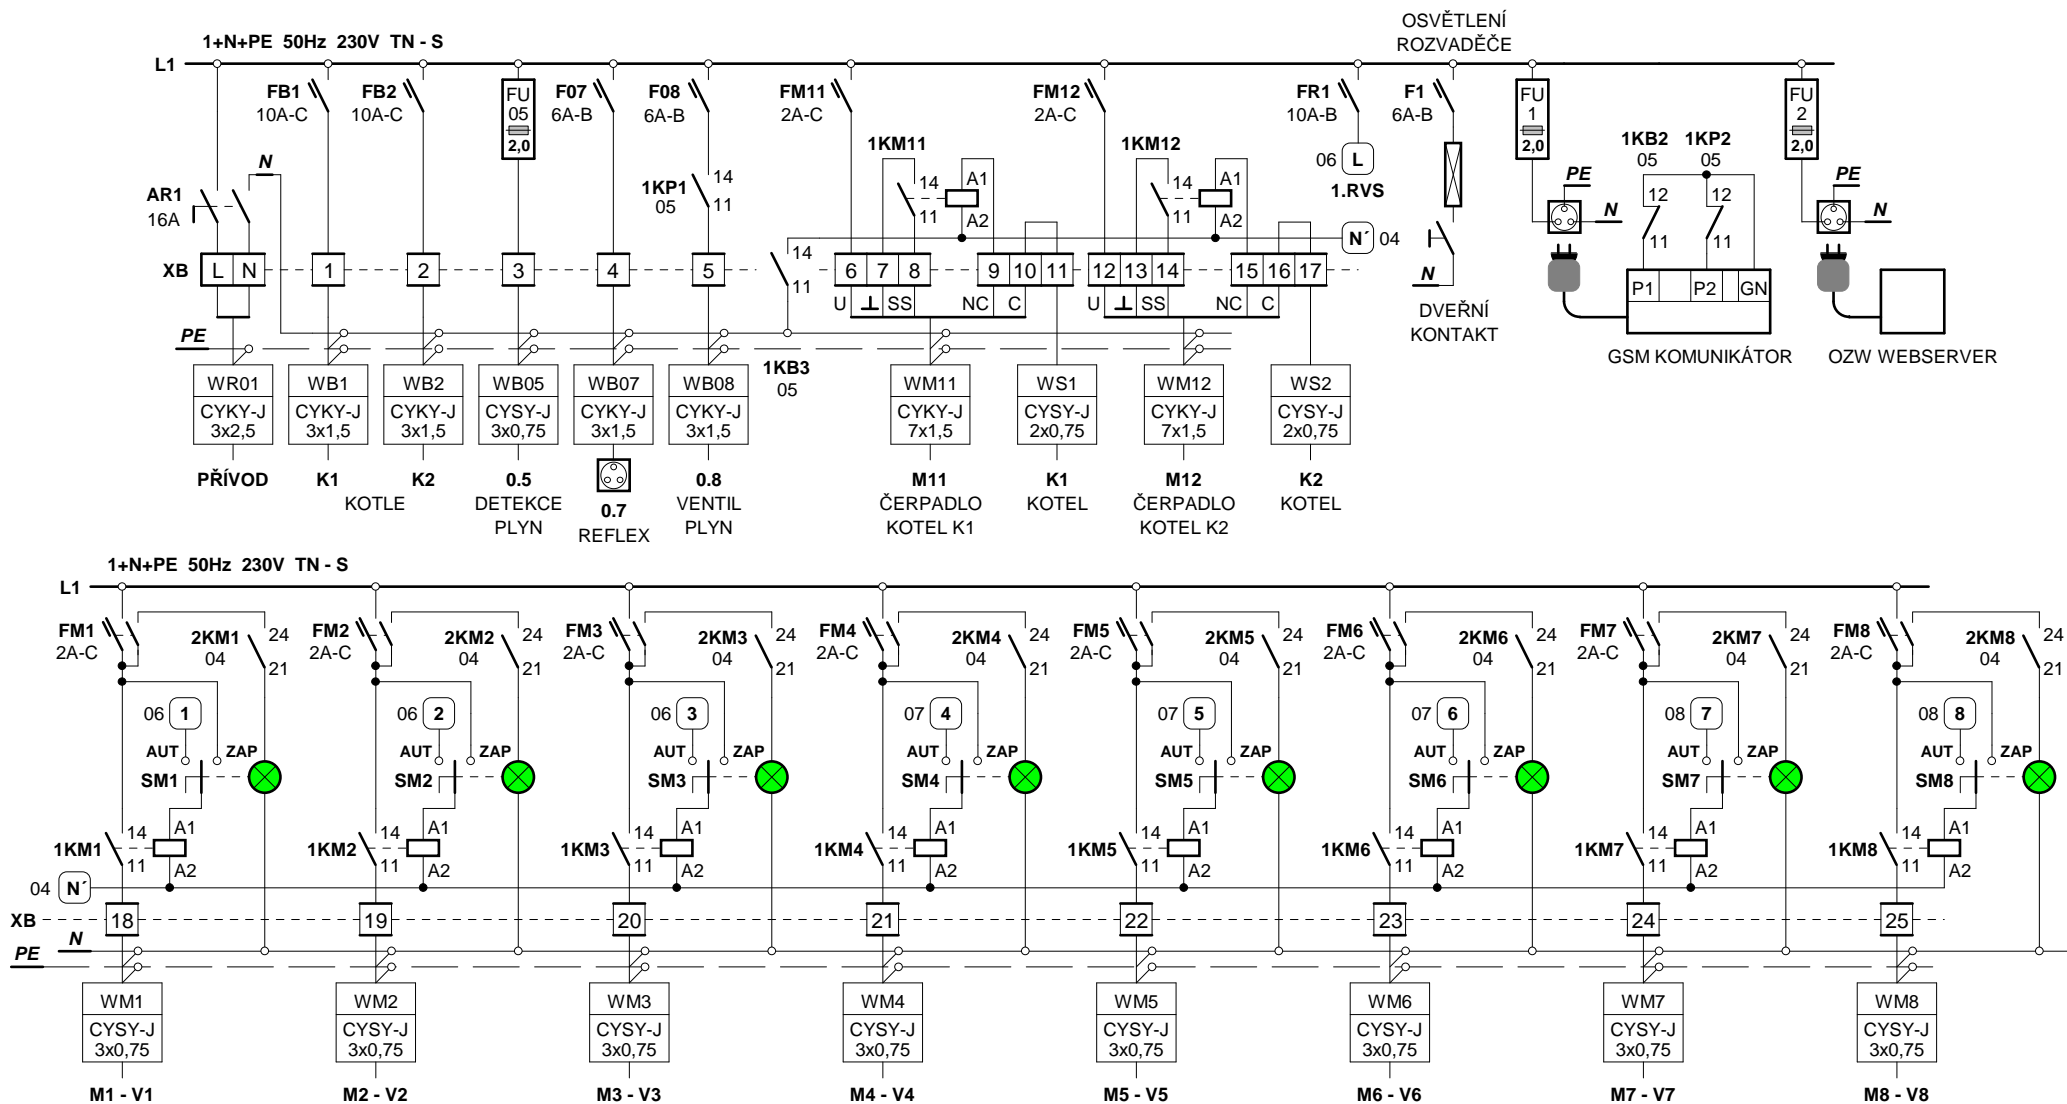 OSVĚTLENÍ
ROZVADĚČE
1+N+PE 50Hz 230V TN - S
L1
FB1
10A-C
FB2
10A-C
FU
05
2,0
F07
6A-B
F08
6A-B
FM11
2A-C
FM12
2A-C
FR1
10A-B
F1
6A-B
FU
1
2,0
FU
2
2,0
N
AR1
16A
1KP1
05
14
11
1KM11
14
11
A1
A2
1KM12
14
11
A1
A2
06 L
1.RVS
N´ 04
1KB2
05
1KP2
05
12
11
12
11
PE
N
PE
N
XB
L N 1 2 3 4 5
14
11
6 7 8 9 10 11 12 13 14 15 16 17
U ⊥ SS NC C
U ⊥ SS NC C
N
DVEŘNÍ
KONTAKT
P1 P2 GN
GSM KOMUNIKÁTOR
OZW WEBSERVER
PE
1KB3
05
WR01
CYKY-J
3x2,5
PŘÍVOD
WB1
CYKY-J
3x1,5
K1
WB2
CYKY-J
3x1,5
K2
KOTLE
WB05
CYSY-J
3x0,75
0.5
DETEKCE
PLYN
WB07
CYKY-J
3x1,5
0.7
REFLEX
WB08
CYKY-J
3x1,5
0.8
VENTIL
PLYN
WM11
CYKY-J
7x1,5
M11
ČERPADLO
KOTEL K1
WS1
CYSY-J
2x0,75
K1
KOTEL
WM12
CYKY-J
7x1,5
M12
ČERPADLO
KOTEL K2
WS2
CYSY-J
2x0,75
K2
KOTEL
1+N+PE 50Hz 230V TN - S
L1
FM1
2A-C
2KM1
04
24
21
06 1
AUT
ZAP
SM1
1KM1
14
11
A1
A2
FM2
2A-C
2KM2
04
24
21
06 2
AUT
ZAP
SM2
1KM2
14
11
A1
A2
FM3
2A-C
2KM3
04
24
21
06 3
AUT
ZAP
SM3
1KM3
14
11
A1
A2
FM4
2A-C
2KM4
04
24
21
07 4
AUT
ZAP
SM4
1KM4
14
11
A1
A2
FM5
2A-C
2KM5
04
24
21
07 5
AUT
ZAP
SM5
1KM5
14
11
A1
A2
FM6
2A-C
2KM6
04
24
21
07 6
AUT
ZAP
SM6
1KM6
14
11
A1
A2
FM7
2A-C
2KM7
04
24
21
08 7
AUT
ZAP
SM7
1KM7
14
11
A1
A2
FM8
2A-C
2KM8
04
24
21
08 8
AUT
ZAP
SM8
1KM8
14
11
A1
A2
04 N´
XB
18 19 20 21 22 23 24 25
N
PE
WM1
CYSY-J
3x0,75
M1 - V1
WM2
CYSY-J
3x0,75
M2 - V2
WM3
CYSY-J
3x0,75
M3 - V3
WM4
CYSY-J
3x0,75
M4 - V4
WM5
CYSY-J
3x0,75
M5 - V5
WM6
CYSY-J
3x0,75
M6 - V6
WM7
CYSY-J
3x0,75
M7 - V7
WM8
CYSY-J
3x0,75
M8 - V8